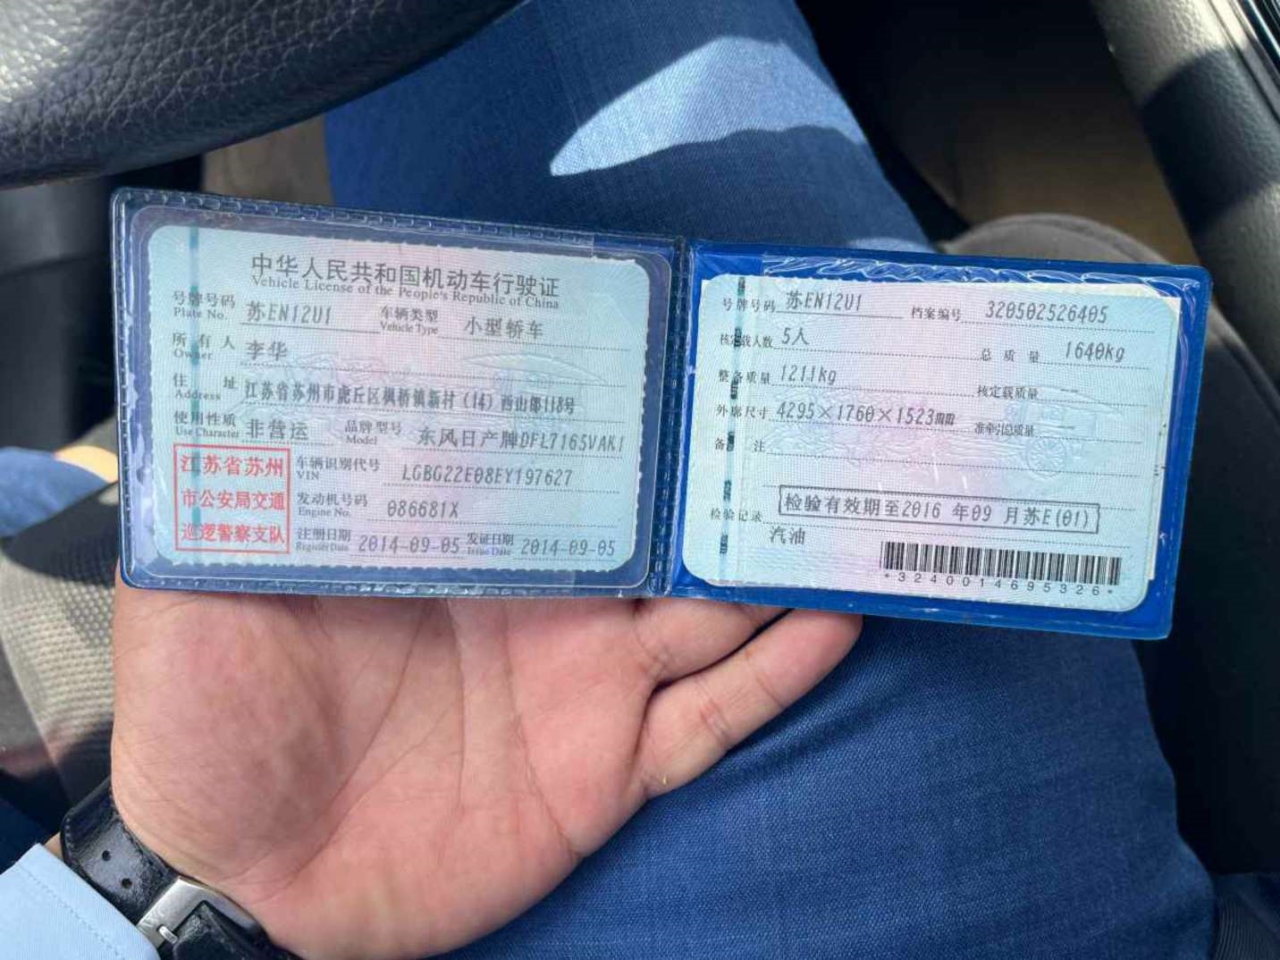 中华人民共和国机动车行驶证
Vehicle License of the People's Republic of China
号牌号码 苏EN12U1 车辆类型 小型轿车
Plate No. Vehicle Type
所有人 李华
Owner
住址 江苏省苏州市虎丘区枫桥镇新村(14)西山郡118号
Address
使用性质 非营运 品牌型号 东风日产牌DFL7165VAK1
Use Character Model
江苏省苏州
市公安局交通
巡逻警察支队
车辆识别代号 LGBG22E08EY197627
VIN
发动机号码 086681X
Engine No.
注册日期 2014-09-05 发证日期 2014-09-05
Register Date Issue Date
号牌号码 苏EN12U1 档案编号 320502526405
核定载人数 5人 总质量 1640kg
整备质量 1211kg 核定载质量 --
外廓尺寸 4295×1760×1523mm 准牵引总质量 --
备注
检验记录 检验有效期至2016 年09 月苏E(01)
汽油
*3240014695326*